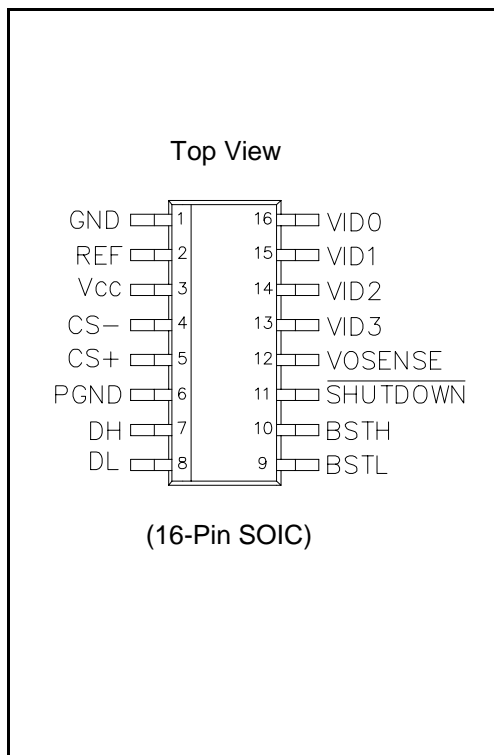 Top View
GND 1 16 VID0
REF 2 15 VID1
Vcc 3 14 VID2
CS- 4 13 VID3
CS+ 5 12 VOSENSE
PGND 6 11 SHUTDOWN
DH 7 10 BSTH
DL 8 9 BSTL
(16-Pin SOIC)